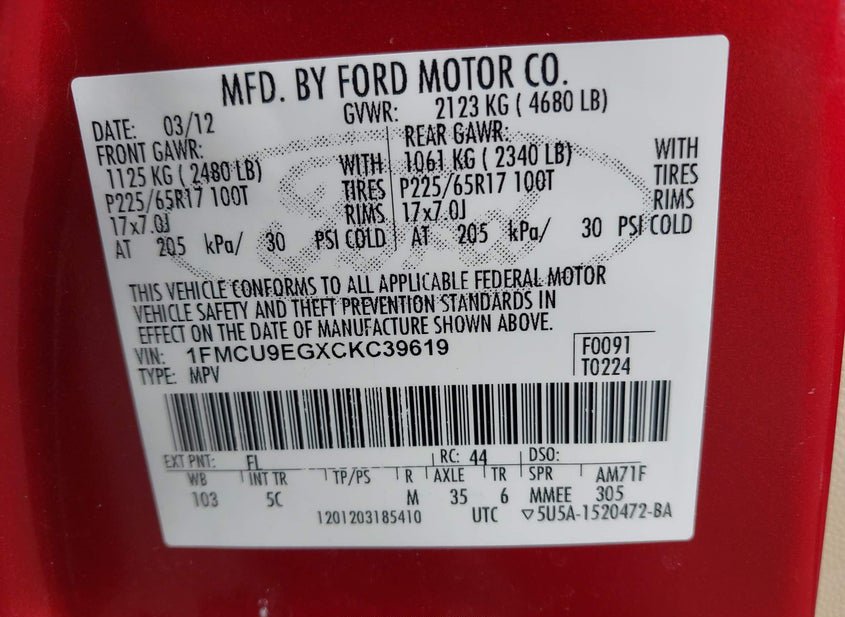 MFD. BY FORD MOTOR CO.
DATE: 03/12 GVWR: 2123 KG ( 4680 LB)
FRONT GAWR: REAR GAWR:
1125 KG ( 2480 LB) WITH 1061 KG ( 2340 LB) WITH
P225/65R17 100T TIRES P225/65R17 100T TIRES
17x7.0J RIMS 17x7.0J RIMS
AT 205 kPa/ 30 PSI COLD AT 205 kPa/ 30 PSI COLD
Ford
THIS VEHICLE CONFORMS TO ALL APPLICABLE FEDERAL MOTOR
VEHICLE SAFETY AND THEFT PREVENTION STANDARDS IN
EFFECT ON THE DATE OF MANUFACTURE SHOWN ABOVE.
VIN: 1FMCU9EGXCKC39619 F0091
TYPE: MPV T0224
EXT PNT: FL RC: 44 DSO:
WB INT TR TP/PS R AXLE TR SPR AM71F
103 5C M 35 6 MMEE 305
1201203185410 UTC ▽5U5A-1520472-BA